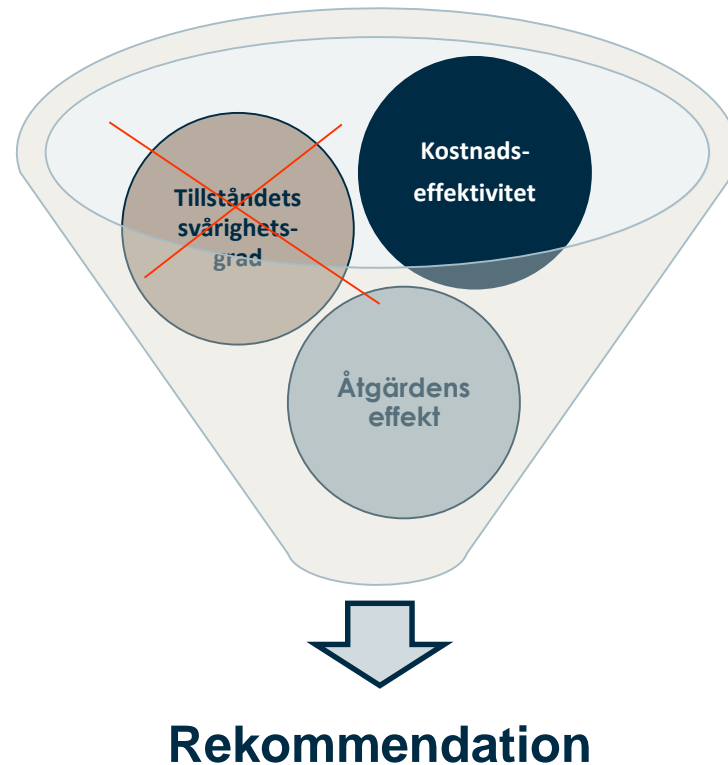 Kostnads-
effektivitet
Tillståndets
svårighets-
grad
Åtgärdens
effekt
Rekommendation